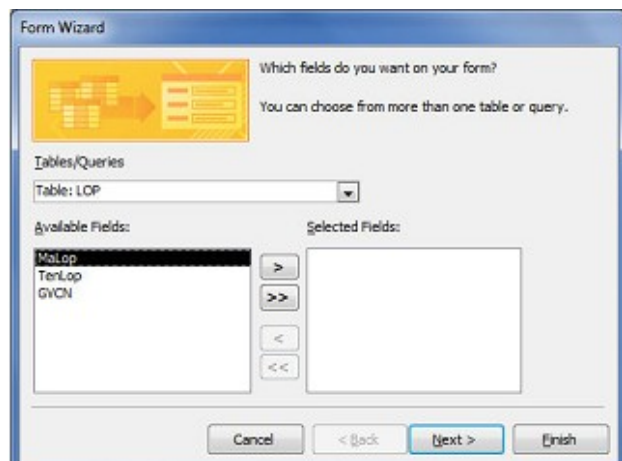 Form Wizard
Which fields do you want on your form?
You can choose from more than one table or query.
Tables/Queries
Table: LOP
Available Fields:
Selected Fields:
MaLop
TenLop
GVCN
>
>>
<
<<
Cancel
< Back
Next >
Finish